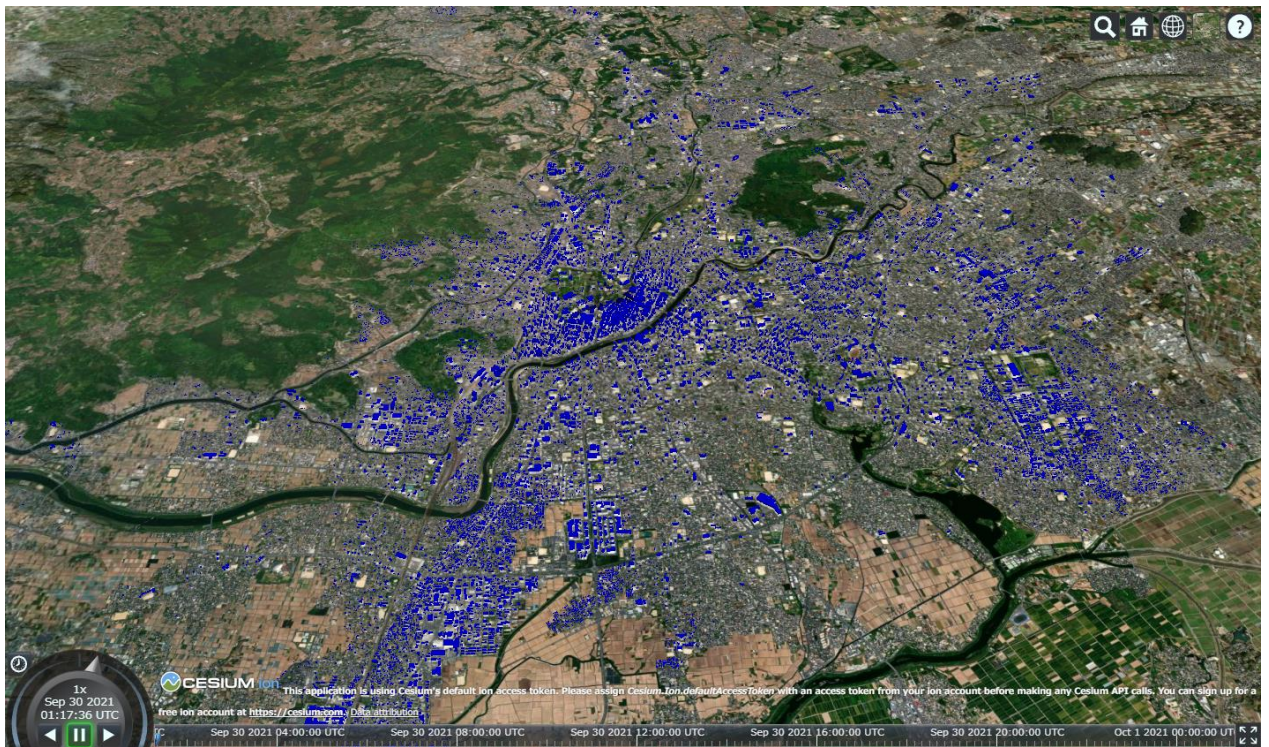 ?
CESIUM ion This application is using Cesium's default ion access token. Please assign Cesium.Ion.defaultAccessToken with an access token from your ion account before making any Cesium API calls. You can sign up for a
free ion account at https://cesium.com. Data attribution
1x
Sep 30 2021
01:17:36 UTC
TC Sep 30 2021 04:00:00 UTC Sep 30 2021 08:00:00 UTC Sep 30 2021 12:00:00 UTC Sep 30 2021 16:00:00 UTC Sep 30 2021 20:00:00 UTC Oct 1 2021 00:00:00 UT